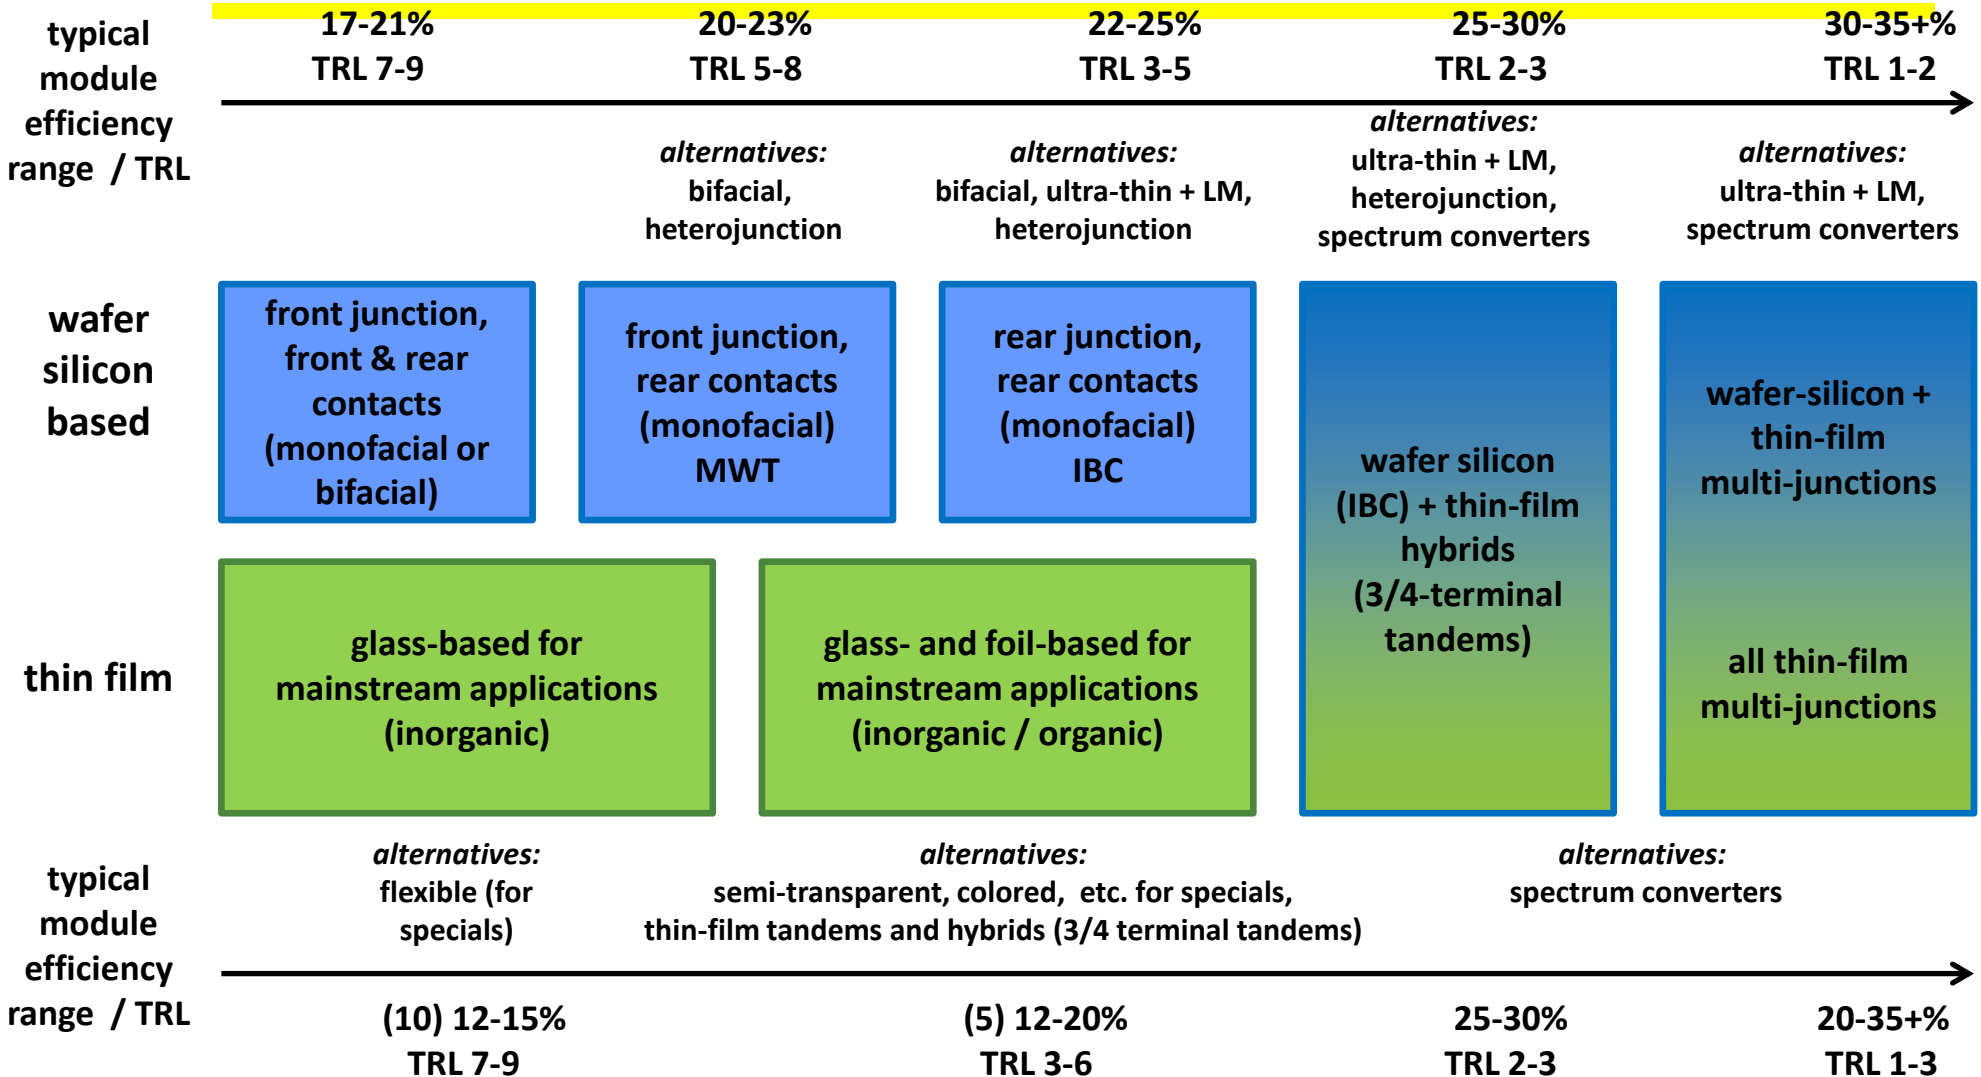 typical
module
efficiency
range / TRL
17-21%
TRL 7-9
20-23%
TRL 5-8
22-25%
TRL 3-5
25-30%
TRL 2-3
30-35+%
TRL 1-2
alternatives:
bifacial,
heterojunction
alternatives:
bifacial, ultra-thin + LM,
heterojunction
alternatives:
ultra-thin + LM,
heterojunction,
spectrum converters
alternatives:
ultra-thin + LM,
spectrum converters
wafer
silicon
based
front junction,
front & rear
contacts
(monofacial or
bifacial)
front junction,
rear contacts
(monofacial)
MWT
rear junction,
rear contacts
(monofacial)
IBC
wafer silicon
(IBC) + thin-film
hybrids
(3/4-terminal
tandems)
wafer-silicon +
thin-film
multi-junctions
all thin-film
multi-junctions
thin film
glass-based for
mainstream applications
(inorganic)
glass- and foil-based for
mainstream applications
(inorganic / organic)
alternatives:
flexible (for
specials)
alternatives:
semi-transparent, colored, etc. for specials,
thin-film tandems and hybrids (3/4 terminal tandems)
alternatives:
spectrum converters
typical
module
efficiency
range / TRL
(10) 12-15%
TRL 7-9
(5) 12-20%
TRL 3-6
25-30%
TRL 2-3
20-35+%
TRL 1-3